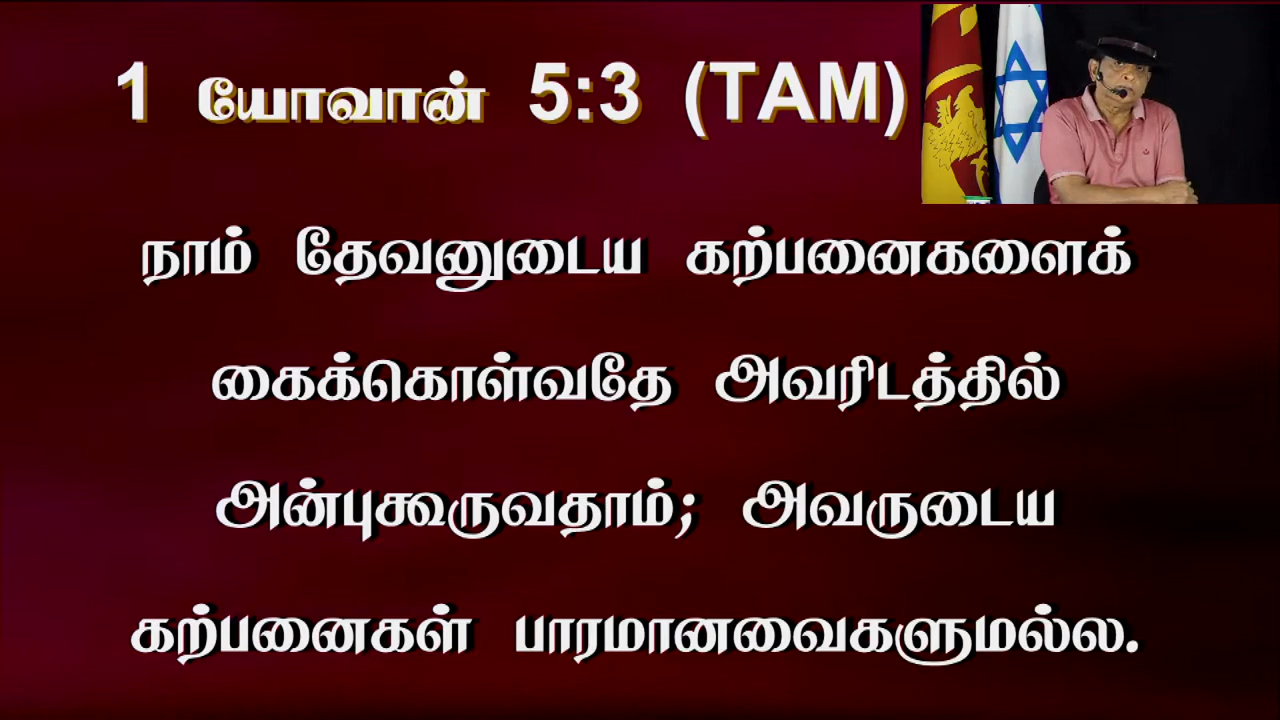 1 யோவான் 5:3 (TAM)
நாம் தேவனுடைய கற்பனைகளைக்
கைக்கொள்வதே அவரிடத்தில்
அன்புகூருவதாம்; அவருடைய
கற்பனைகள் பாரமானவைகளுமல்ல.